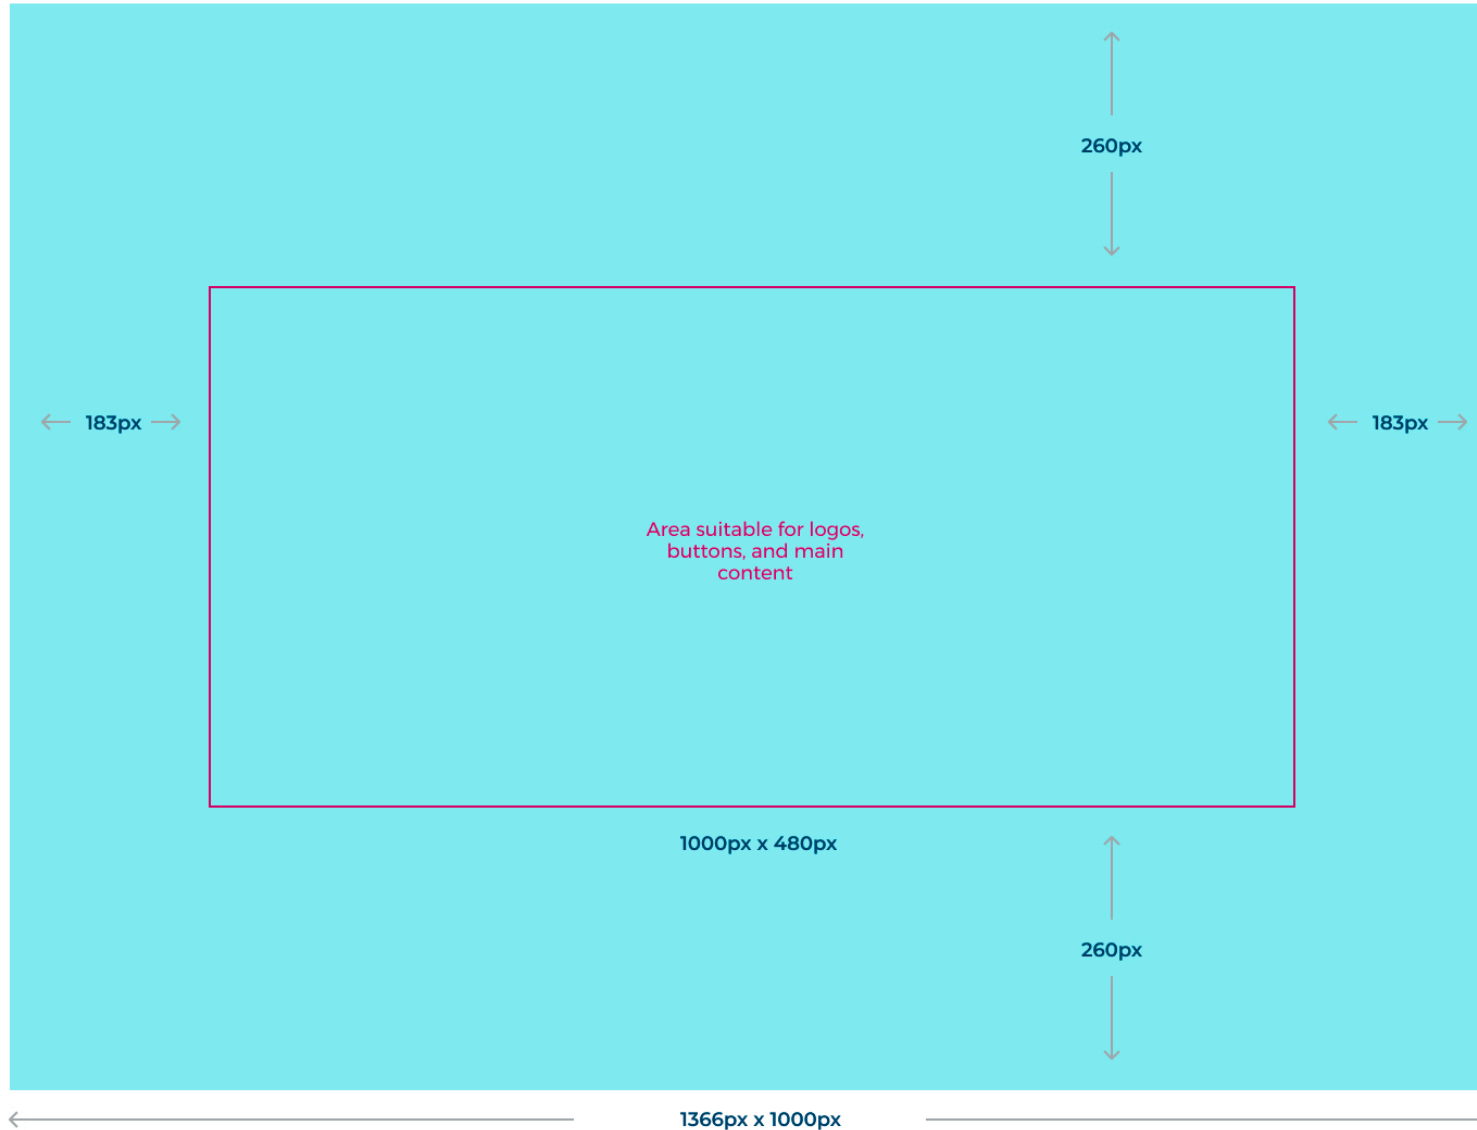 260px
183px
183px
Area suitable for logos,
buttons, and main
content
1000px x 480px
260px
1366px x 1000px